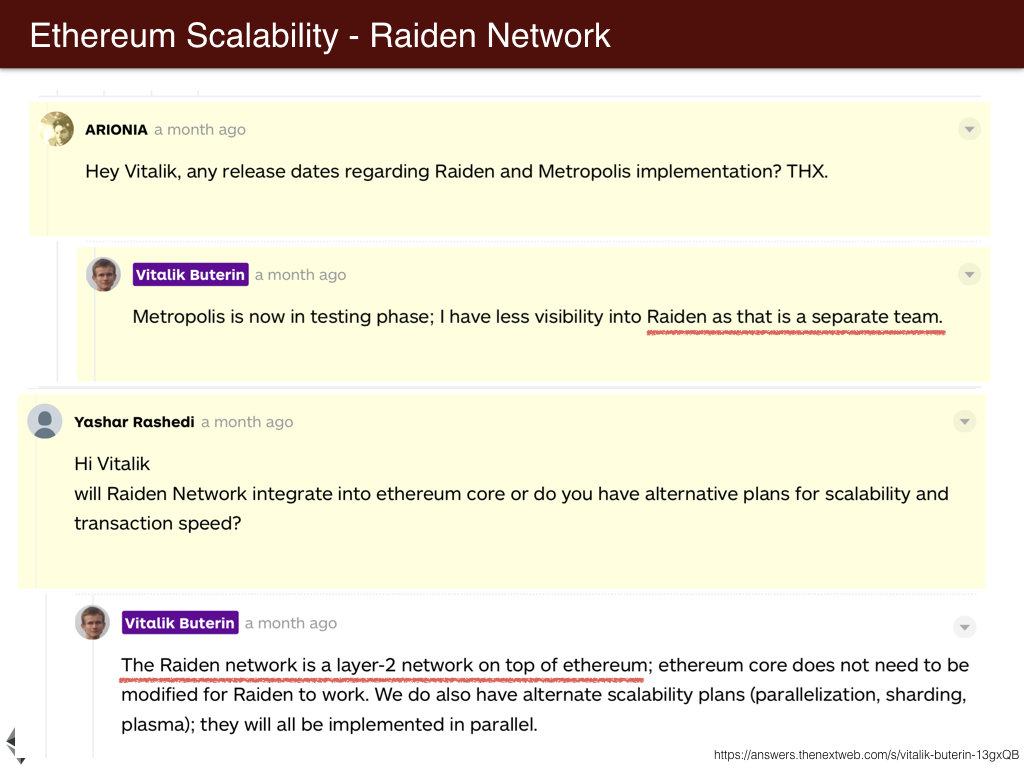 Ethereum Scalability - Raiden Network
ARIONIA a month ago
Hey Vitalik, any release dates regarding Raiden and Metropolis implementation? THX.
Vitalik Buterin a month ago
Metropolis is now in testing phase; I have less visibility into Raiden as that is a separate team.
Yashar Rashedi a month ago
Hi Vitalik
will Raiden Network integrate into ethereum core or do you have alternative plans for scalability and
transaction speed?
Vitalik Buterin a month ago
The Raiden network is a layer-2 network on top of ethereum; ethereum core does not need to be
modified for Raiden to work. We do also have alternate scalability plans (parallelization, sharding,
plasma); they will all be implemented in parallel.
https://answers.thenextweb.com/s/vitalik-buterin-13gxQB